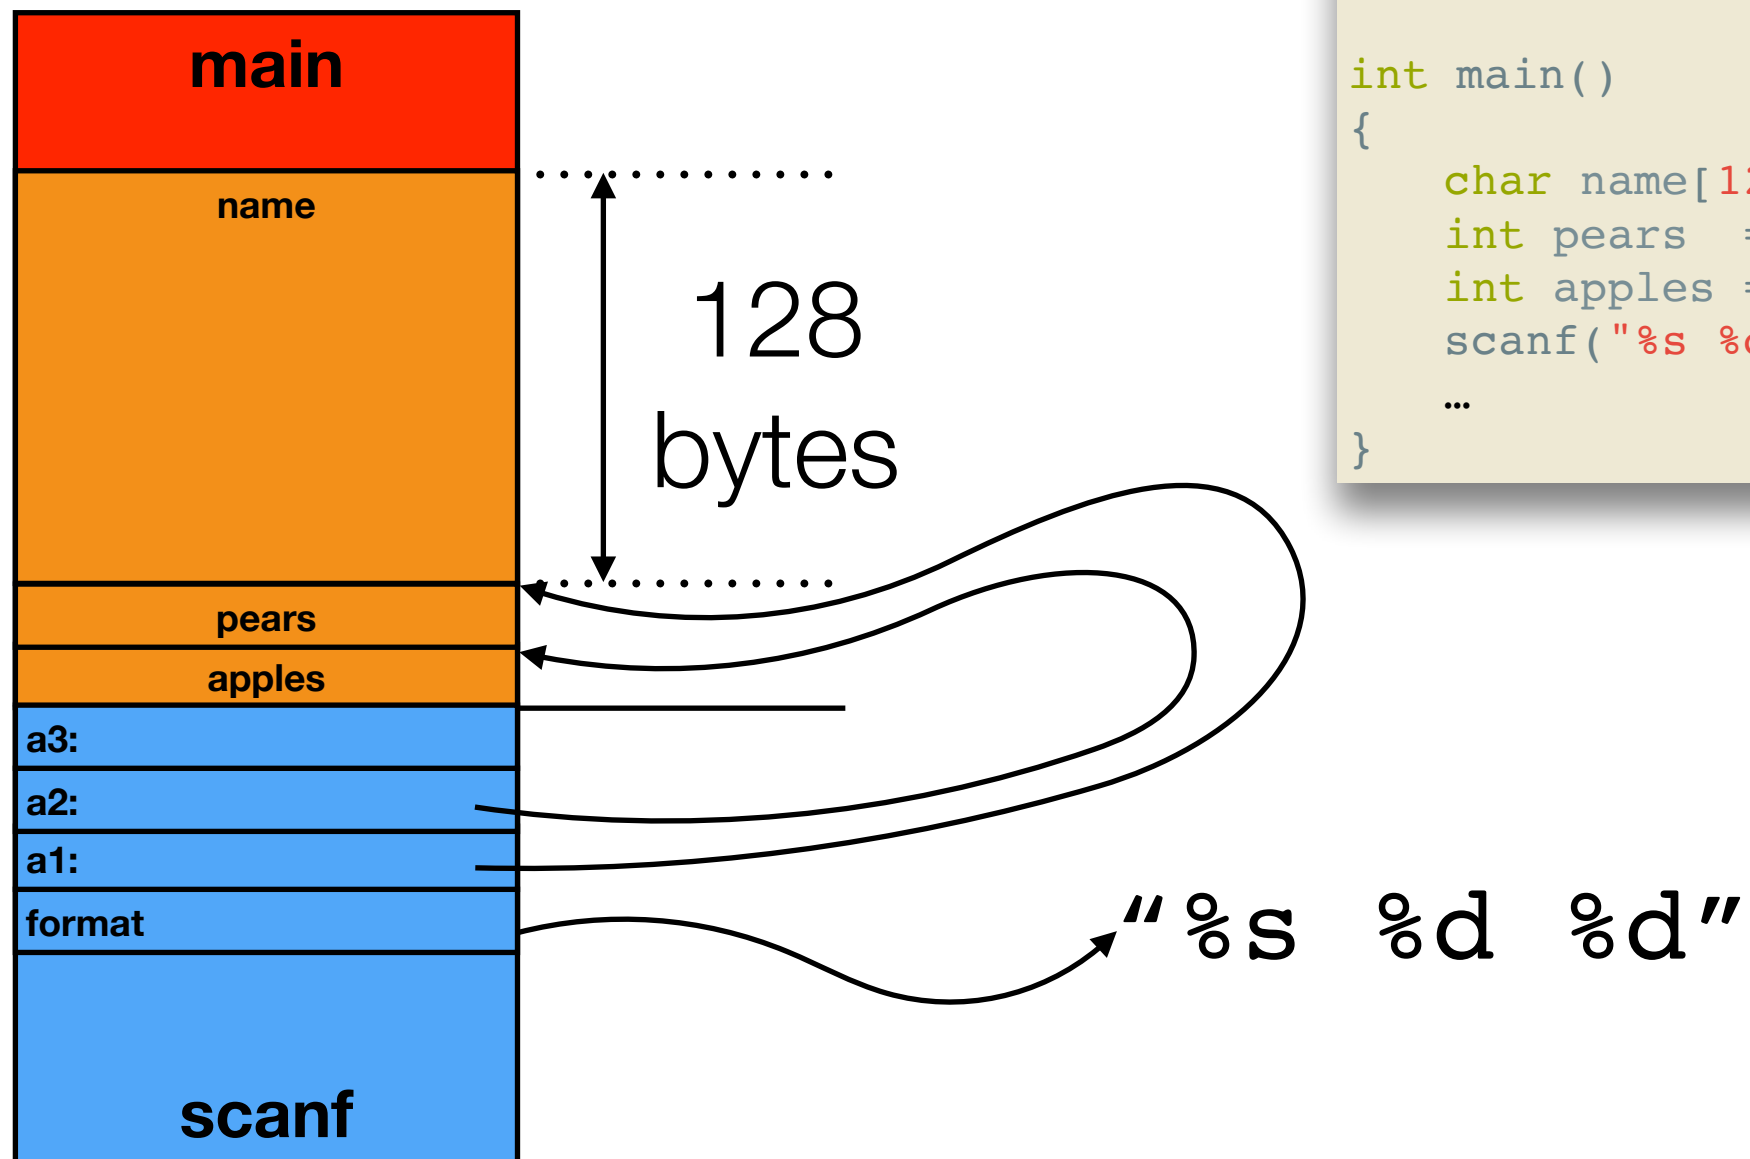 main
name
128
bytes
pears
apples
a3:
a2:
a1:
format
scanf
int main()
{
char name[12
int pears =
int apples =
scanf("%s %d
…
}
“%s %d %d”